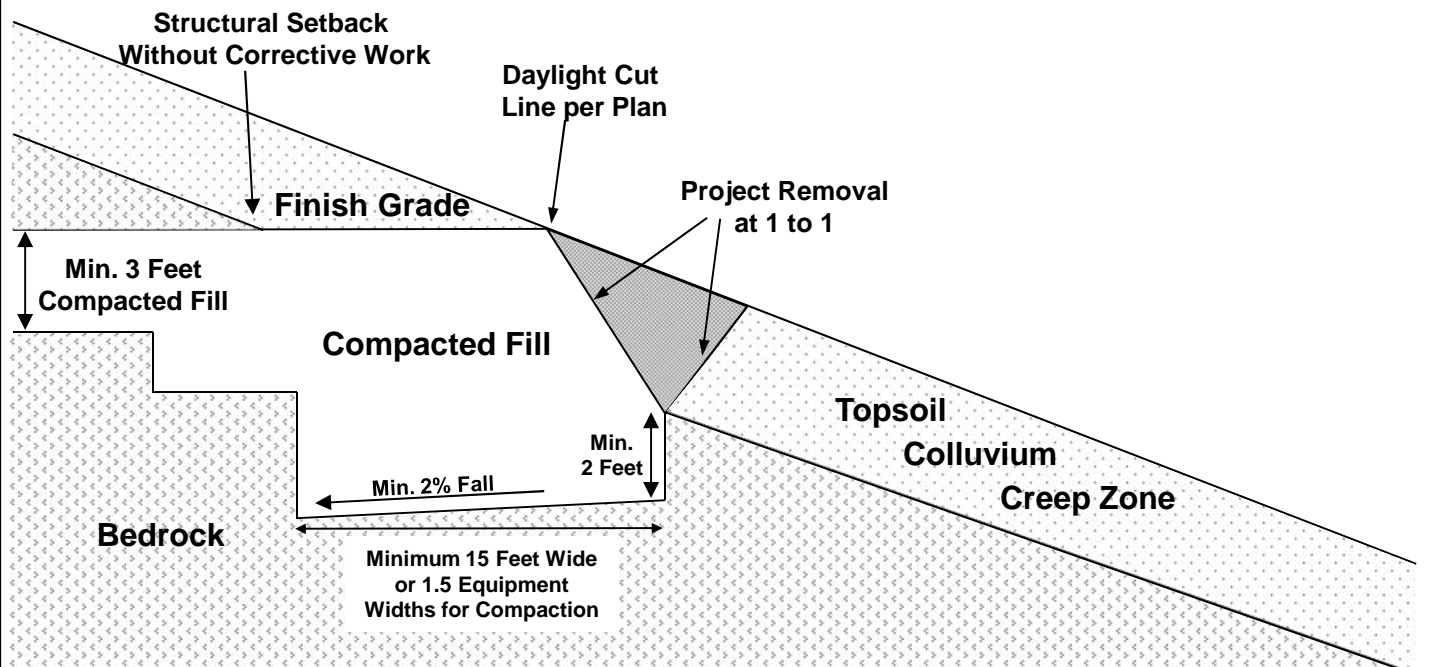 Structural Setback
Without Corrective Work
Daylight Cut
Line per Plan
Project Removal
at 1 to 1
Finish Grade
Min. 3 Feet
Compacted Fill
Compacted Fill
Topsoil
Colluvium
Creep Zone
Min.
2 Feet
Min. 2% Fall
Bedrock
Minimum 15 Feet Wide
or 1.5 Equipment
Widths for Compaction